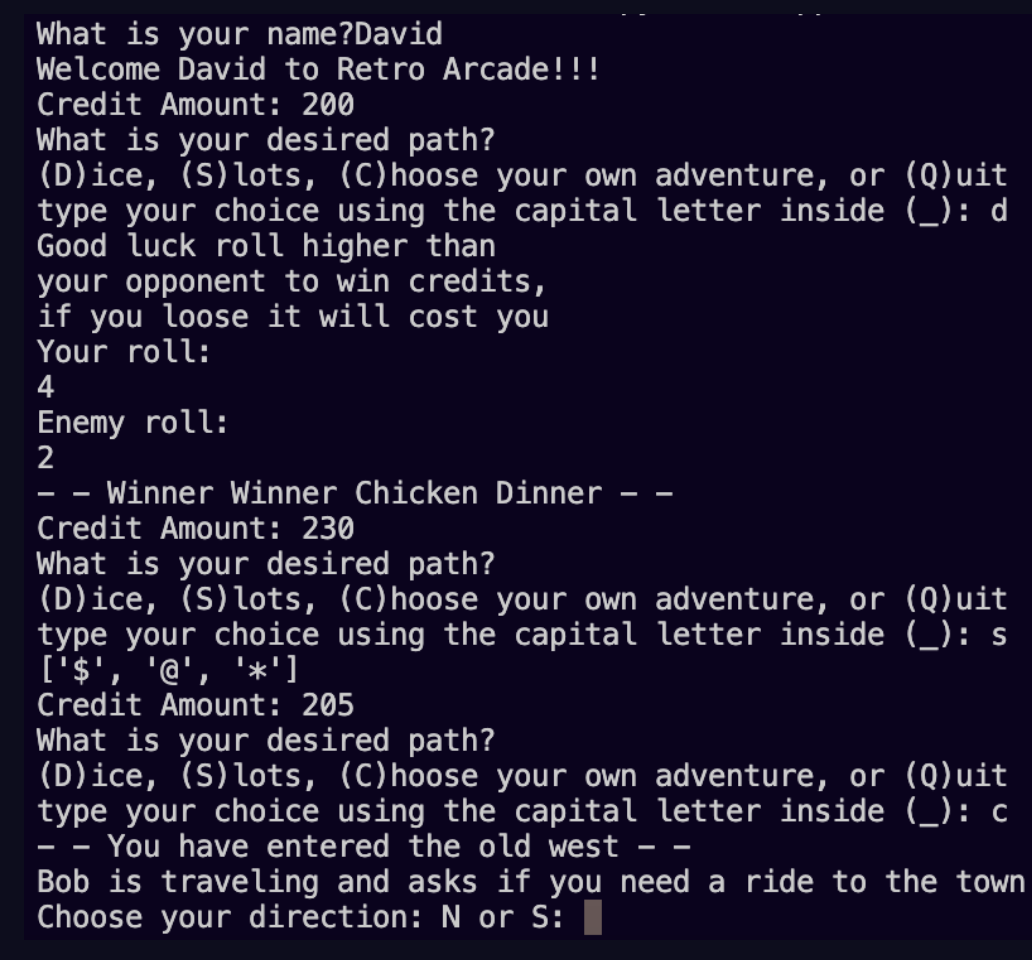 What is your name?David
Welcome David to Retro Arcade!!!
Credit Amount: 200
What is your desired path?
(D)ice, (S)lots, (C)hoose your own adventure, or (Q)uit
type your choice using the capital letter inside (_): d
Good luck roll higher than
your opponent to win credits,
if you loose it will cost you
Your roll:
4
Enemy roll:
2
- - Winner Winner Chicken Dinner - -
Credit Amount: 230
What is your desired path?
(D)ice, (S)lots, (C)hoose your own adventure, or (Q)uit
type your choice using the capital letter inside (_): s
['$', '@', '*']
Credit Amount: 205
What is your desired path?
(D)ice, (S)lots, (C)hoose your own adventure, or (Q)uit
type your choice using the capital letter inside (_): c
- - You have entered the old west - -
Bob is traveling and asks if you need a ride to the town
Choose your direction: N or S: